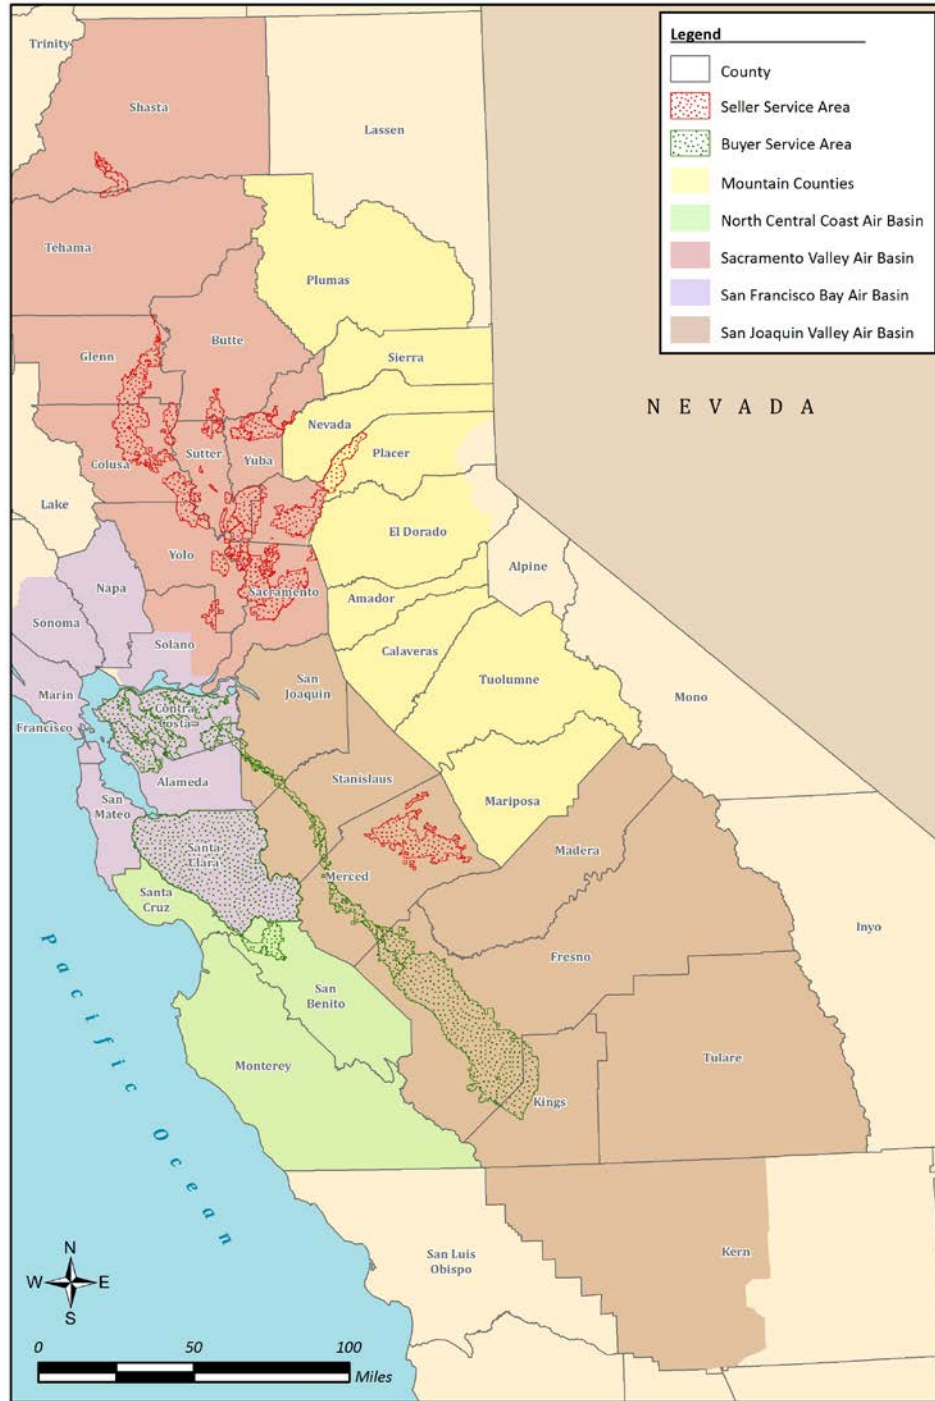 Legend
County
Seller Service Area
Buyer Service Area
Mountain Counties
North Central Coast Air Basin
Sacramento Valley Air Basin
San Francisco Bay Air Basin
San Joaquin Valley Air Basin
Trinity
Shasta
Lassen
Tehama
Plumas
Butte
Glenn
Sierra
NEVADA
Nevada
Placer
Colusa
Sutter
Yuba
Lake
El Dorado
Yolo
Alpine
Napa
Sacramento
Amador
Sonoma
Solano
Calaveras
Tuolumne
San
Joaquin
Marin
Mono
Contra
Costa
Francisco
Alameda
Stanislaus
San
Mateo
Mariposa
Santa
Clara
Madera
Merced
Santa
Cruz
Inyo
Fresno
San
Benito
Monterey
Tulare
Kings
Pacific Ocean
Kern
San Luis
Obispo
N
W E
S
0 50 100
Miles